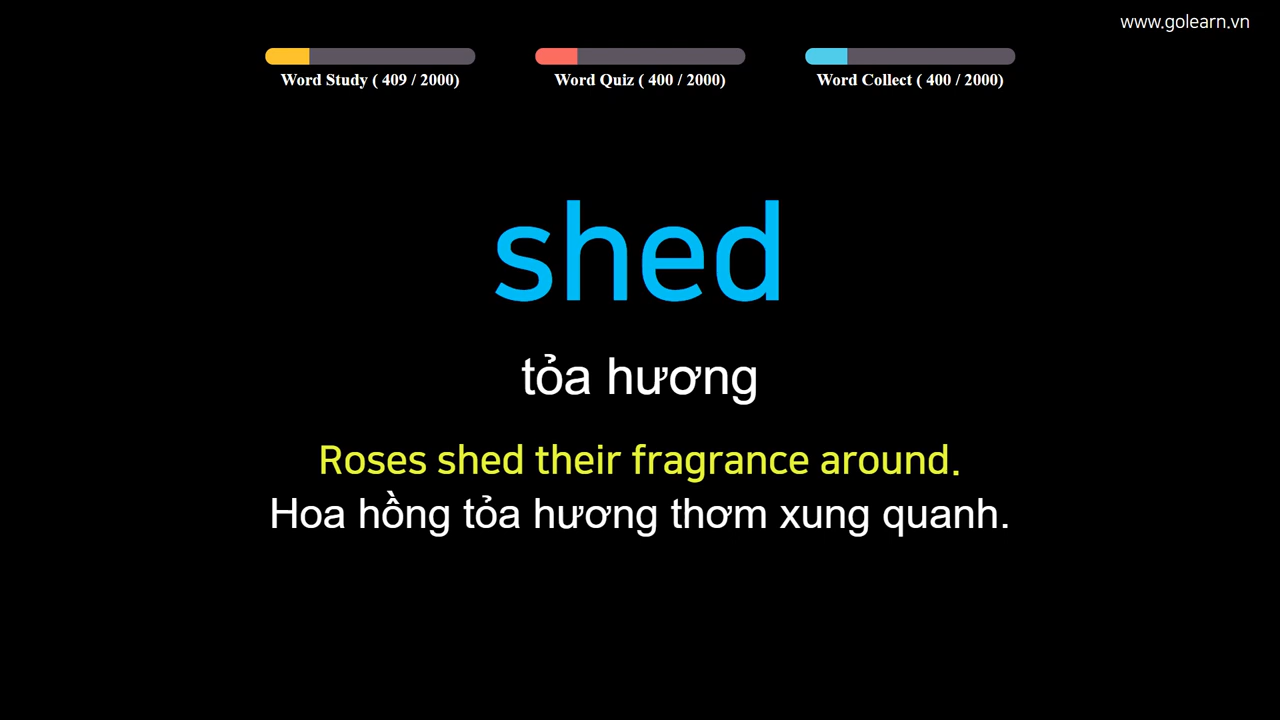 www.golearn.vn
Word Study ( 409 / 2000)
Word Quiz ( 400 / 2000)
Word Collect ( 400 / 2000)
shed
tỏa hương
Roses shed their fragrance around.
Hoa hồng tỏa hương thơm xung quanh.